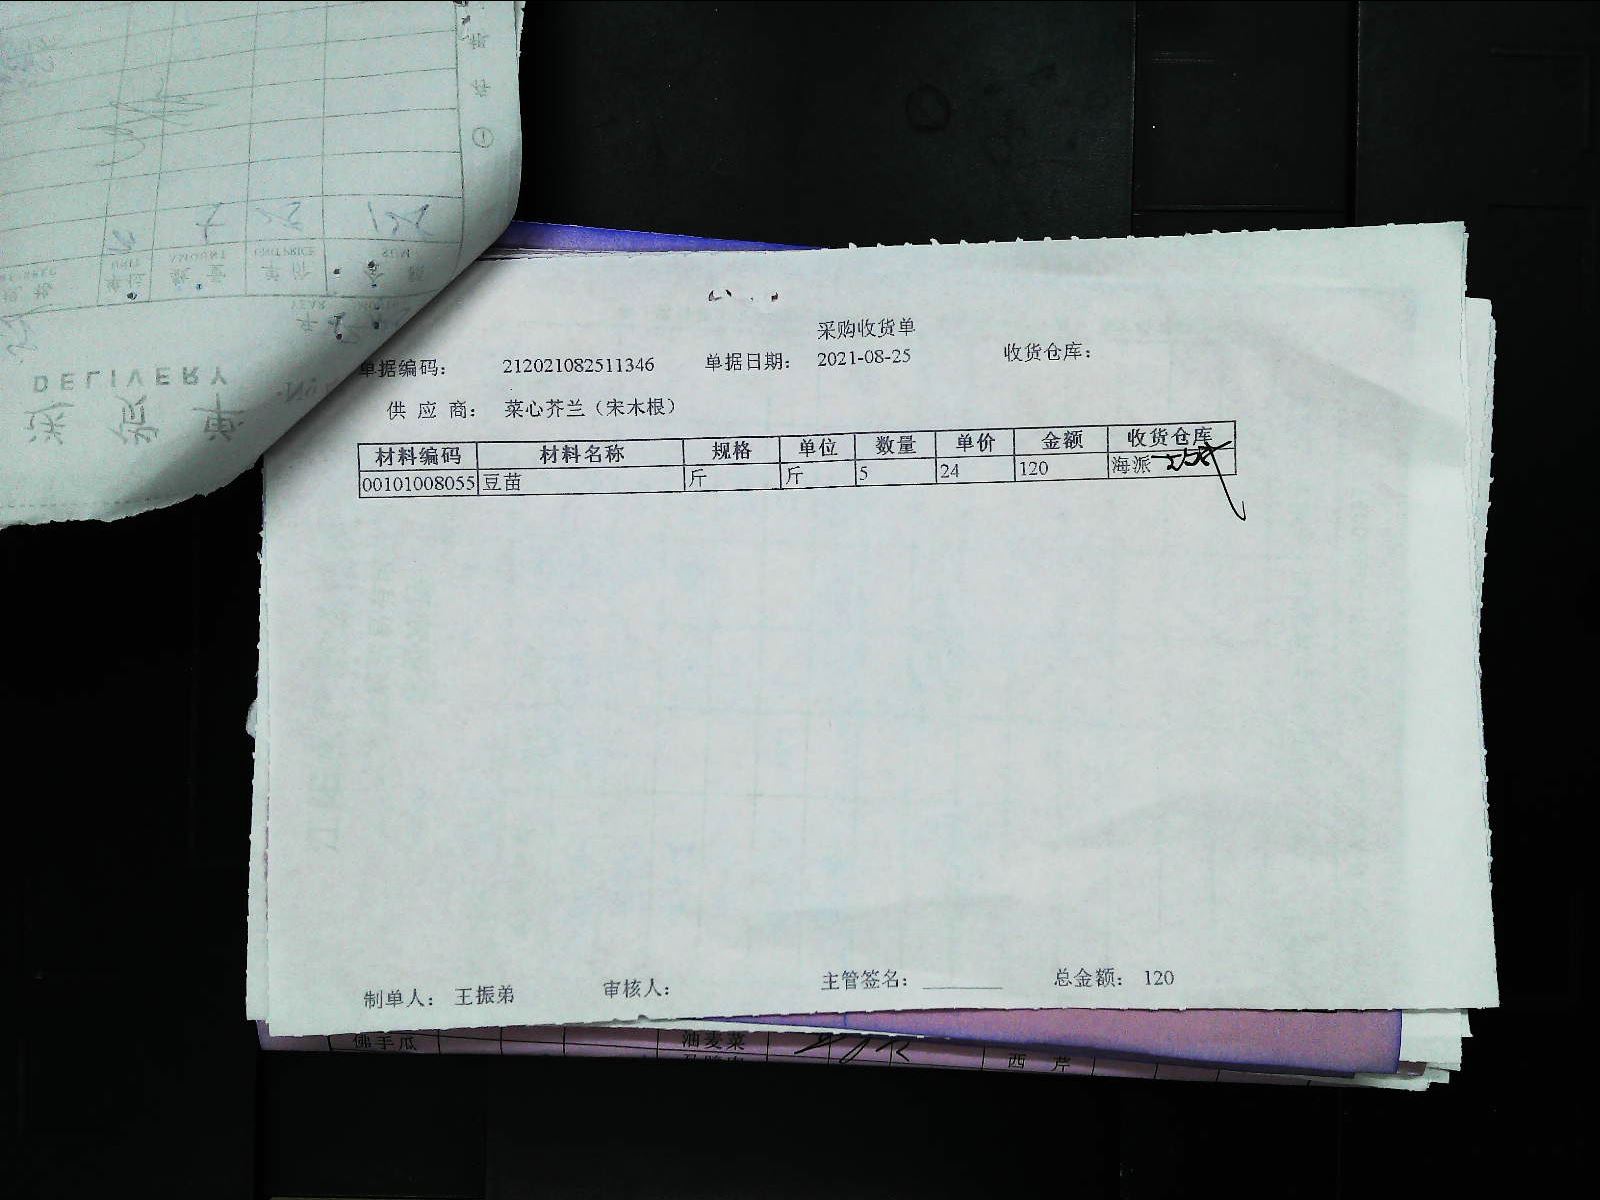 采购收货单
单据编码： 212021082511346 单据日期： 2021-08-25 收货仓库：
供 应 商： 菜心芥兰（宋木根）
材料编码 材料名称 规格 单位 数量 单价 金额 收货仓库
00101008055 豆苗 斤 斤 5 24 120 海派
制单人： 王振弟 审核人： 主管签名： 总金额： 120
佛手瓜 油麦菜 西 芹
送 货 单
DELIVERY